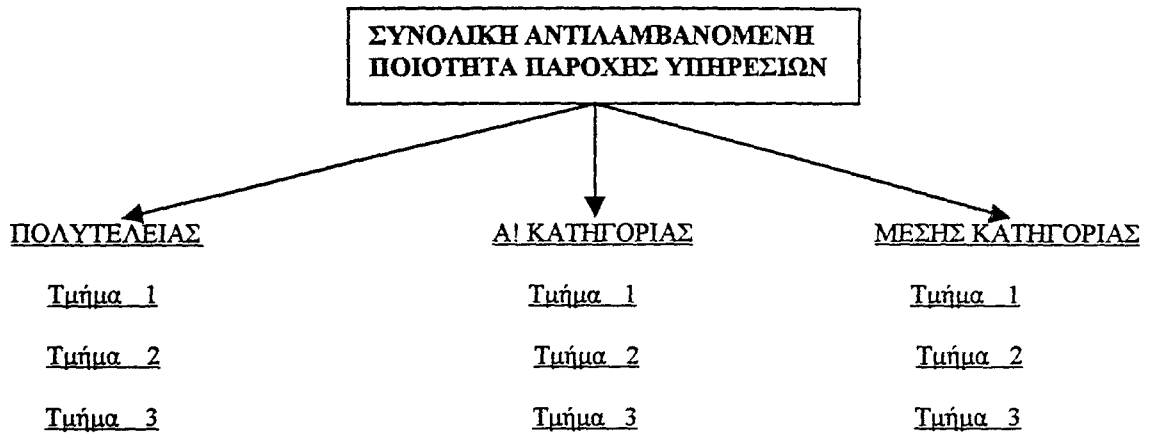 ΣΥΝΟΛΙΚΗ ΑΝΤΙΛΑΜΒΑΝΟΜΕΝΗ
ΠΟΙΟΤΗΤΑ ΠΑΡΟΧΗΣ ΥΠΗΡΕΣΙΩΝ
ΠΟΛΥΤΕΛΕΙΑΣ Α! ΚΑΤΗΓΟΡΙΑΣ ΜΕΣΗΣ ΚΑΤΗΓΟΡΙΑΣ
Τμήμα 1 Τμήμα 1 Τμήμα 1
Τμήμα 2 Τμήμα 2 Τμήμα 2
Τμήμα 3 Τμήμα 3 Τμήμα 3